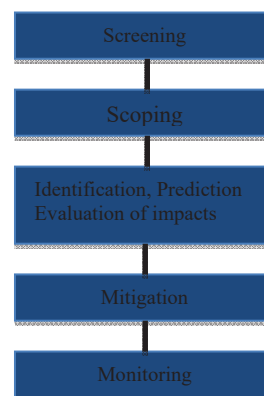 Screening
Scoping
Identification, Prediction
Evaluation of impacts
Mitigation
Monitoring